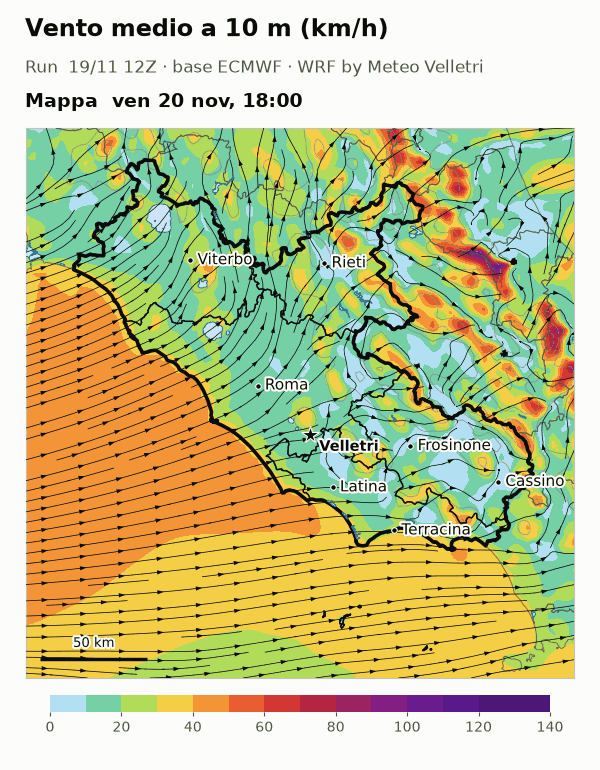 Vento medio a 10 m (km/h)
Run  19/11 12Z · base ECMWF · WRF by Meteo Velletri
Mappa  ven 20 nov, 18:00
Viterbo
Rieti
Roma
Velletri
Frosinone
Cassino
Latina
Terracina
50 km
0 20 40 60 80 100 120 140